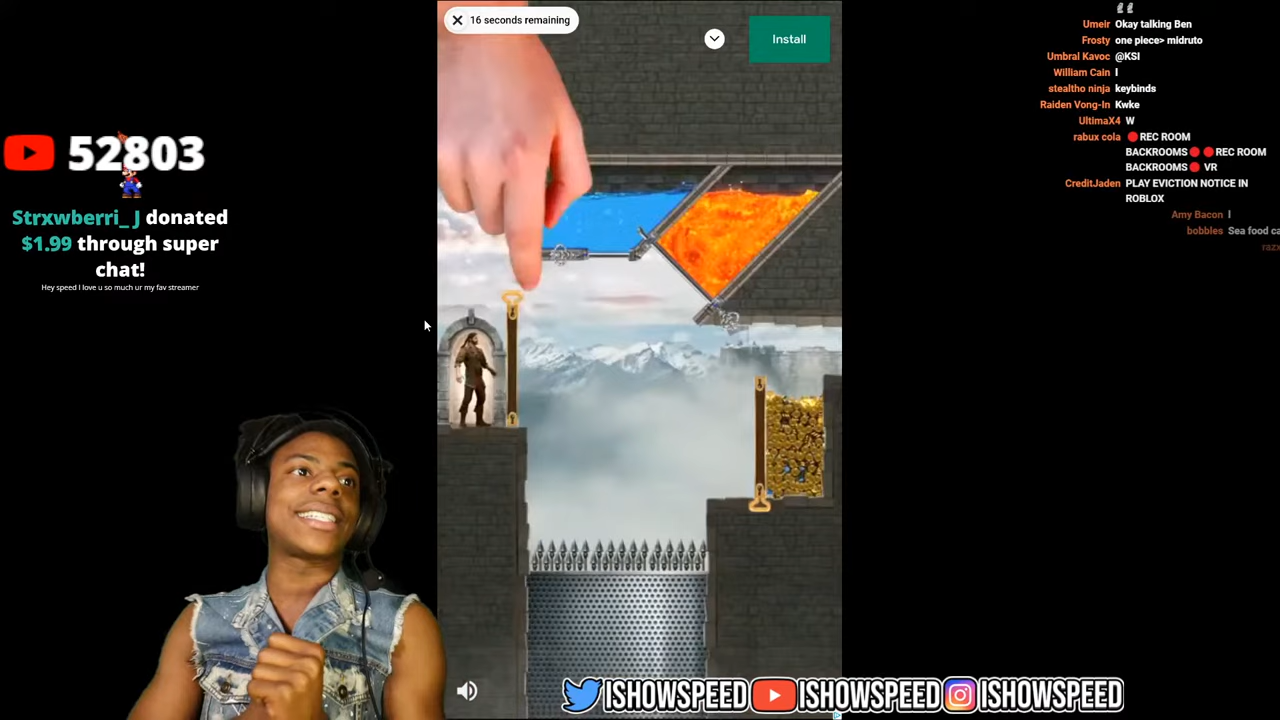 16 seconds remaining
Install
52803
Strxwberri_ J donated
$1.99 through super
chat!
Hey speed I love u so much ur my fav streamer
Umeir Okay talking Ben
Frosty one piece> midruto
Umbral Kavoc @KSI
William Cain I
stealtho ninja keybinds
Raiden Vong-In Kwke
UltimaX4 W
rabux cola 🔴REC ROOM
BACKROOMS🔴 🔴REC ROOM
BACKROOMS🔴 VR
CreditJaden PLAY EVICTION NOTICE IN
ROBLOX
Amy Bacon I
bobbles Sea food ca
ISHOWSPEED ISHOWSPEED ISHOWSPEED